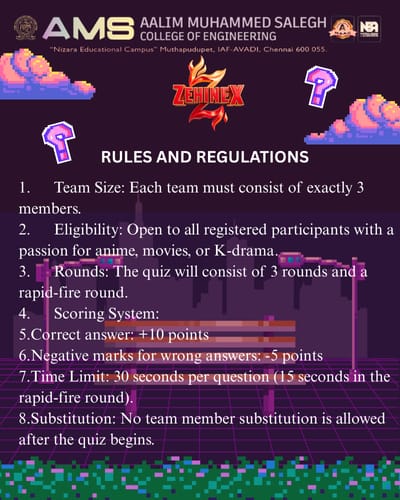 AMS AALIM MUHAMMED SALEGH
COLLEGE OF ENGINEERING
"Nizara Educational Campus" Muthapudupet, IAF-AVADI, Chennai 600 055.
ZEHINEX
RULES AND REGULATIONS
1. Team Size: Each team must consist of exactly 3
members.
2. Eligibility: Open to all registered participants with a
passion for anime, movies, or K-drama.
3. Rounds: The quiz will consist of 3 rounds and a
rapid-fire round.
4. Scoring System:
5.Correct answer: +10 points
6.Negative marks for wrong answers: -5 points
7.Time Limit: 30 seconds per question (15 seconds in the
rapid-fire round).
8.Substitution: No team member substitution is allowed
after the quiz begins.